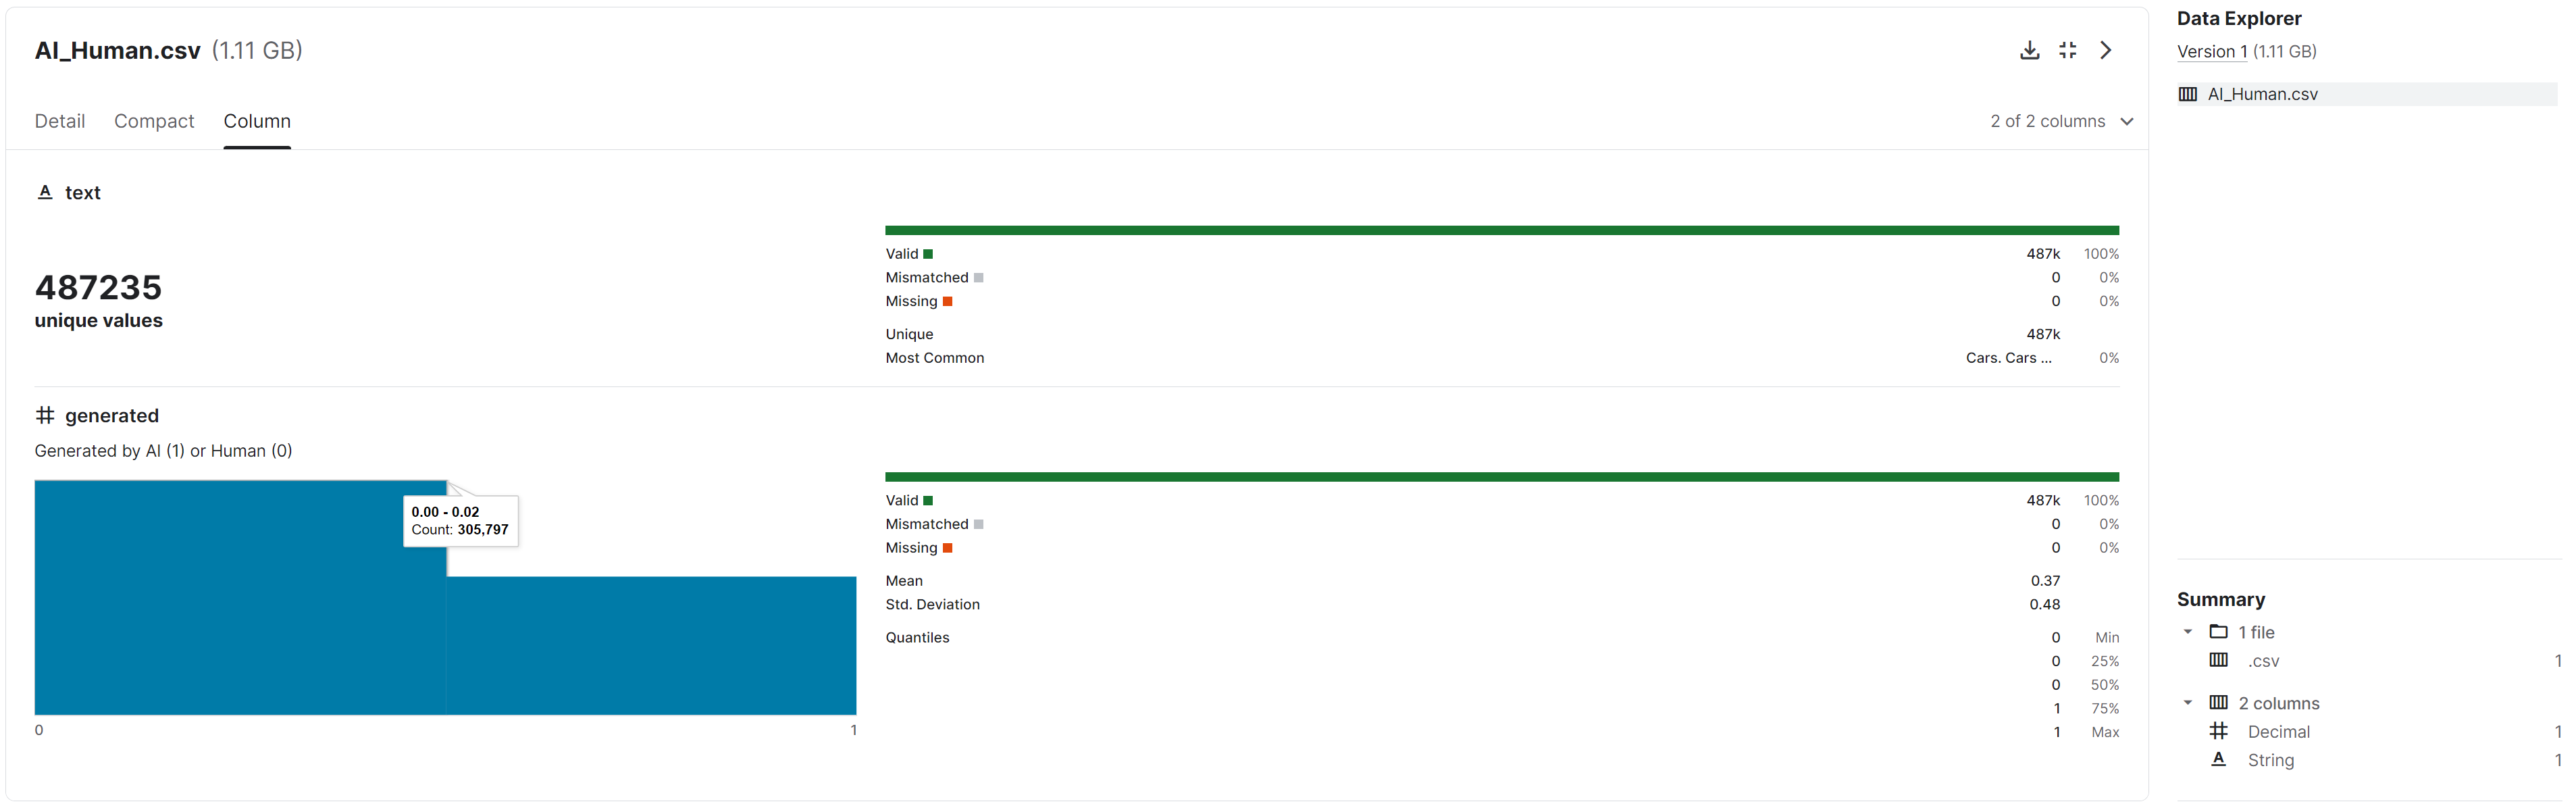 AI_Human.csv (1.11 GB)
Detail Compact Column
2 of 2 columns
text
487235
unique values
Valid 487k 100%
Mismatched 0 0%
Missing 0 0%
Unique 487k
Most Common Cars. Cars ... 0%
generated
Generated by AI (1) or Human (0)
0.00 - 0.02
Count: 305,797
0 1
Valid 487k 100%
Mismatched 0 0%
Missing 0 0%
Mean 0.37
Std. Deviation 0.48
Quantiles 0 Min
0 25%
0 50%
1 75%
1 Max
Data Explorer
Version 1 (1.11 GB)
AI_Human.csv
Summary
1 file
.csv 1
2 columns
Decimal 1
String 1